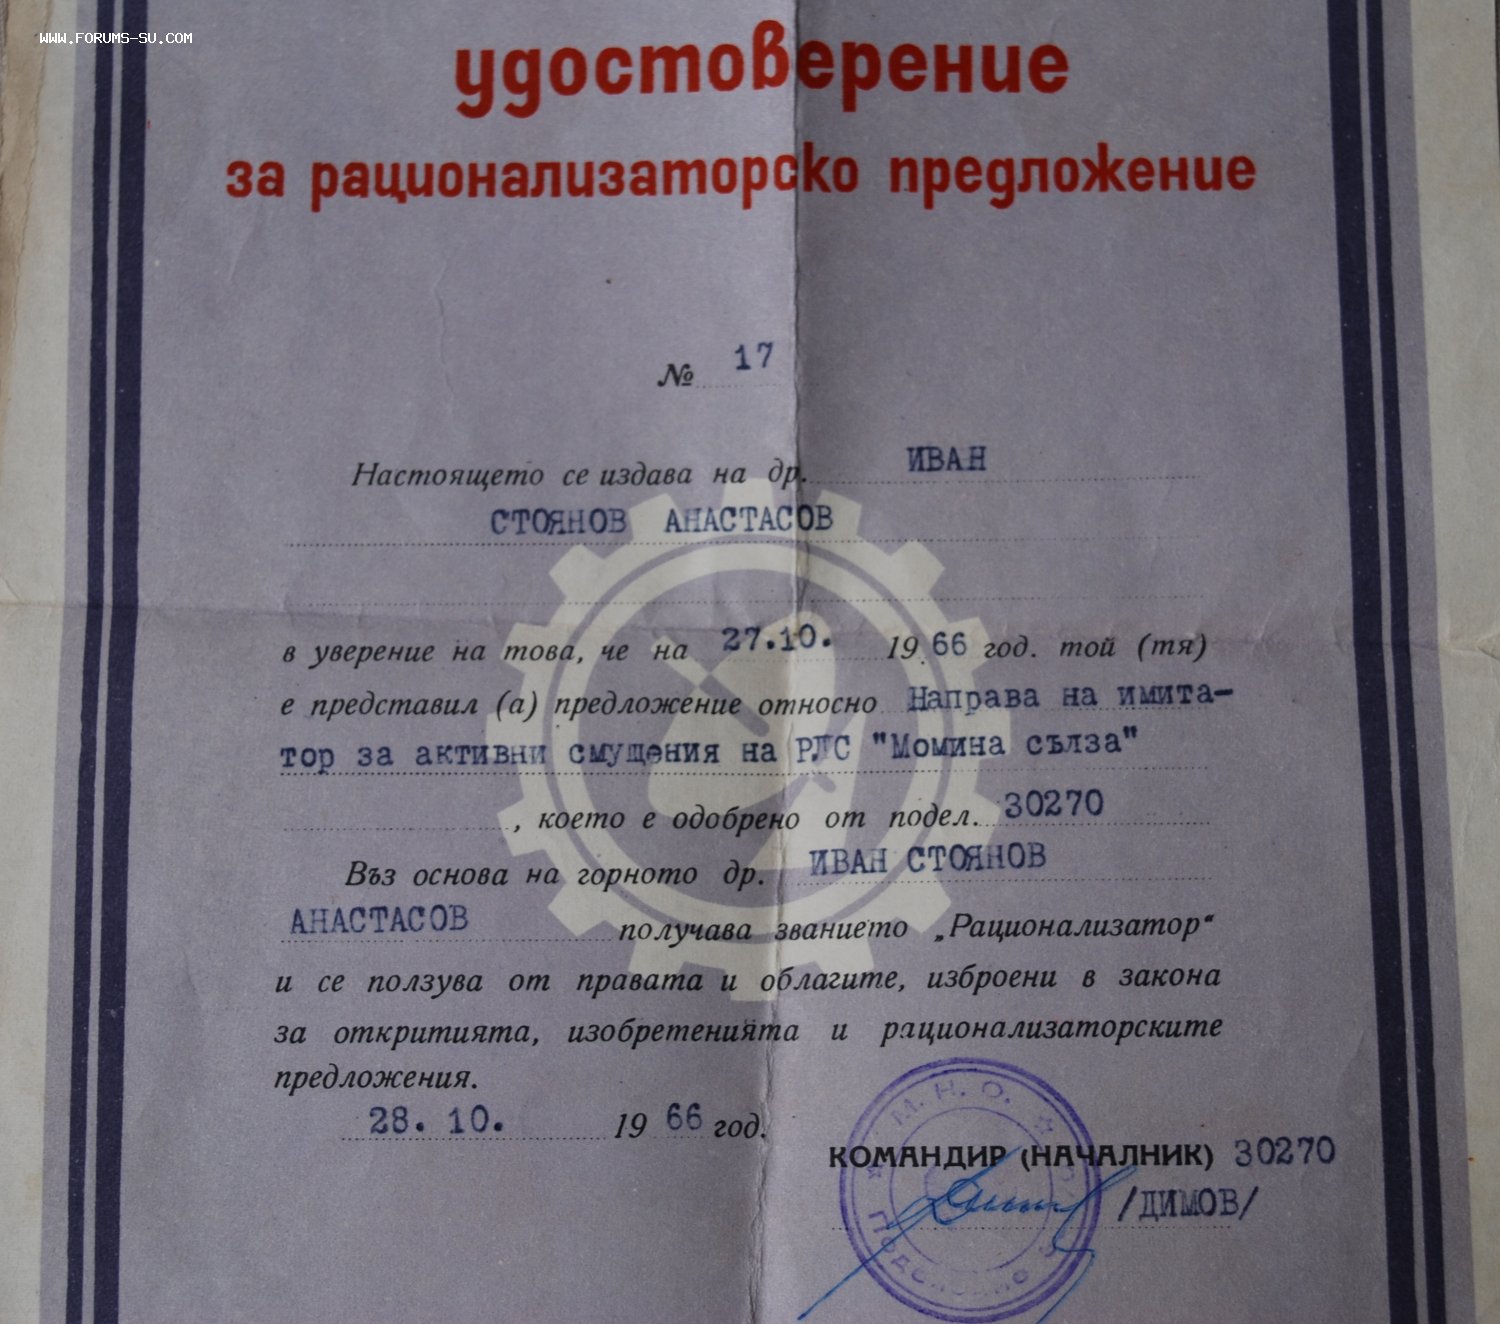 WWW.FORUMS-SU.COM
удостоверение
за рационализаторско предложение
№ 17
Настоящето се издава на др. ИВАН
СТОЯНОВ АНАСТАСОВ
в уверение на това, че на 27.10. 1966 год. той (тя)
е представил (а) предложение относно Направа на имита-
тор за активни смущения на РЛС "Момина сълза"
, което е одобрено от подел. 30270
Въз основа на горното др. ИВАН СТОЯНОВ
АНАСТАСОВ получава званието „Рационализатор“
и се ползува от правата и облагите, изброени в закона
за откритията, изобретенията и рационализаторските
предложения.
28. 10. 1966 год.
М. Н. О.
КОМАНДИР (НАЧАЛНИК) 30270
/ДИМОВ/
Поделение